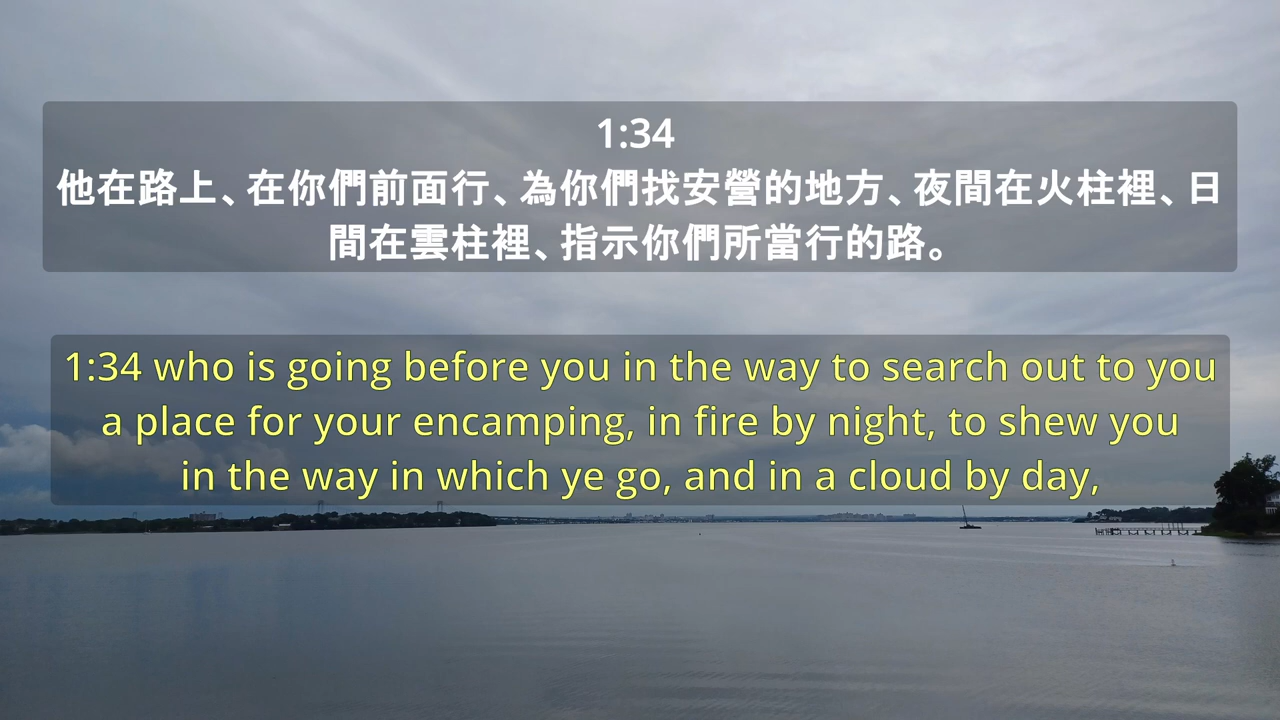 1:34
他在路上、在你們前面行、為你們找安營的地方、夜間在火柱裡、日
間在雲柱裡、指示你們所當行的路。
1:34 who is going before you in the way to search out to you
a place for your encamping, in fire by night, to shew you
in the way in which ye go, and in a cloud by day,